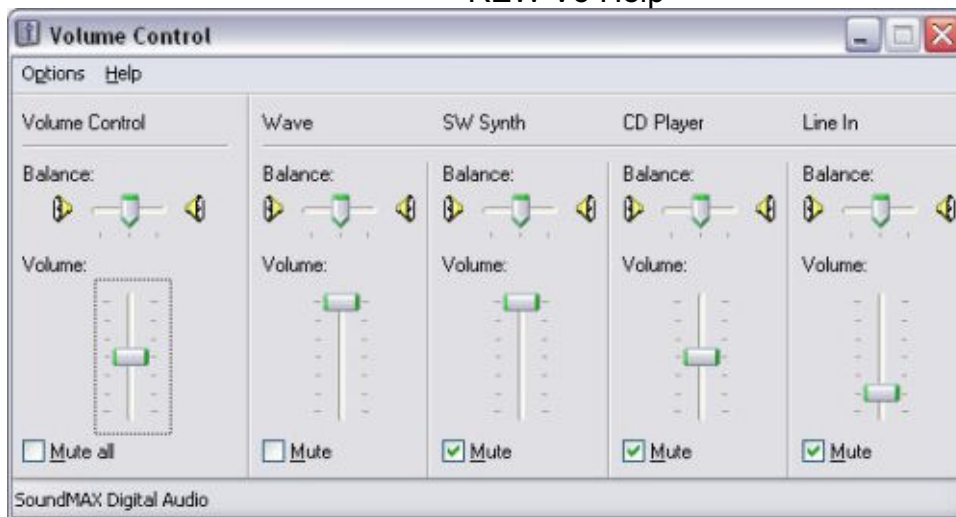 Volume Control
Options Help
Volume Control
Wave
SW Synth
CD Player
Line In
Balance:
Balance:
Balance:
Balance:
Balance:
Volume:
Volume:
Volume:
Volume:
Volume:
Mute all
Mute
Mute
Mute
Mute
SoundMAX Digital Audio